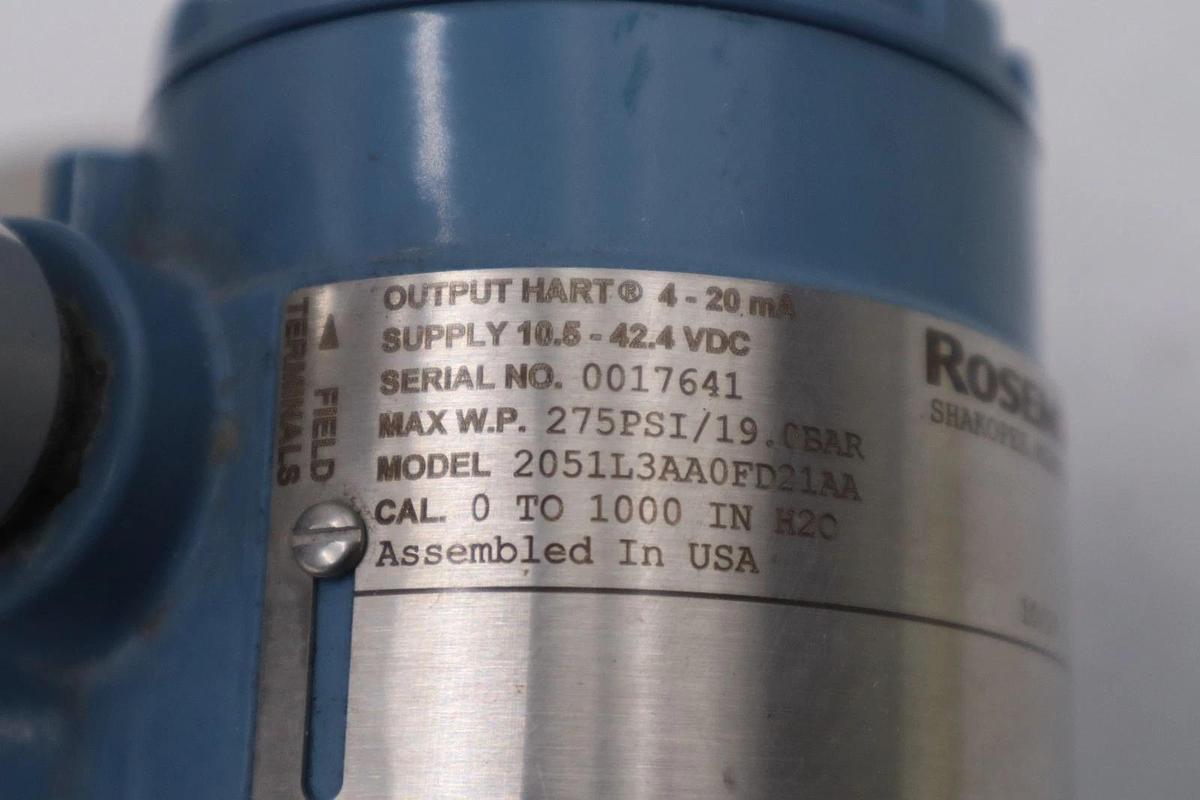 OUTPUT HART® 4 - 20 mA
SUPPLY 10.5 - 42.4 VDC
SERIAL NO. 0017641
MAX W.P. 275PSI/19.0BAR
MODEL 2051L3AA0FD21AA
CAL. 0 TO 1000 IN H2O
Assembled In USA
FIELD
TERMINALS